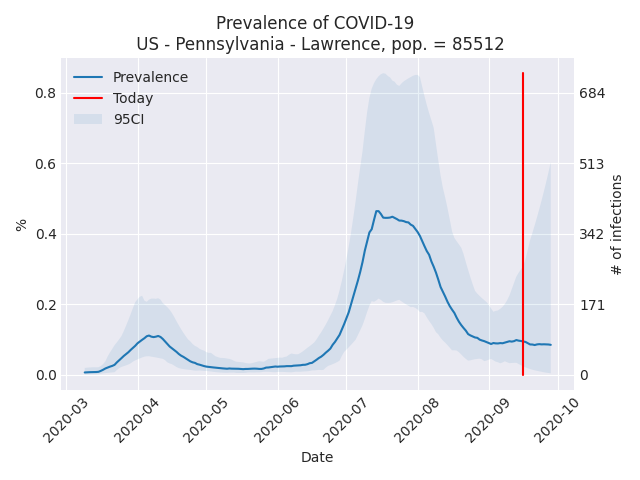 Prevalence of COVID-19
US - Pennsylvania - Lawrence, pop. = 85512
Prevalence
Today
95CI
%
0.8
0.6
0.4
0.2
0.0
684
513
342
171
0
# of infections
2020-03
2020-04
2020-05
2020-06
2020-07
2020-08
2020-09
2020-10
Date